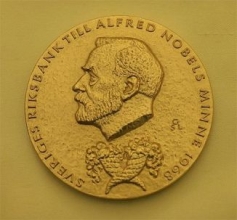 SVERIGES RIKSBANK TILL ALFRED NOBELS MINNE 1968